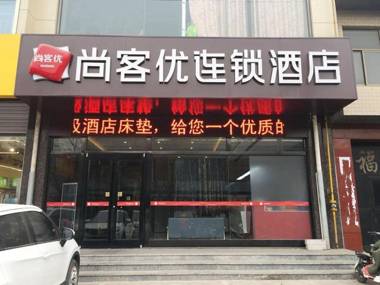 尚客优
尚客优连锁酒店
级酒店床垫，给您一个优质的
福